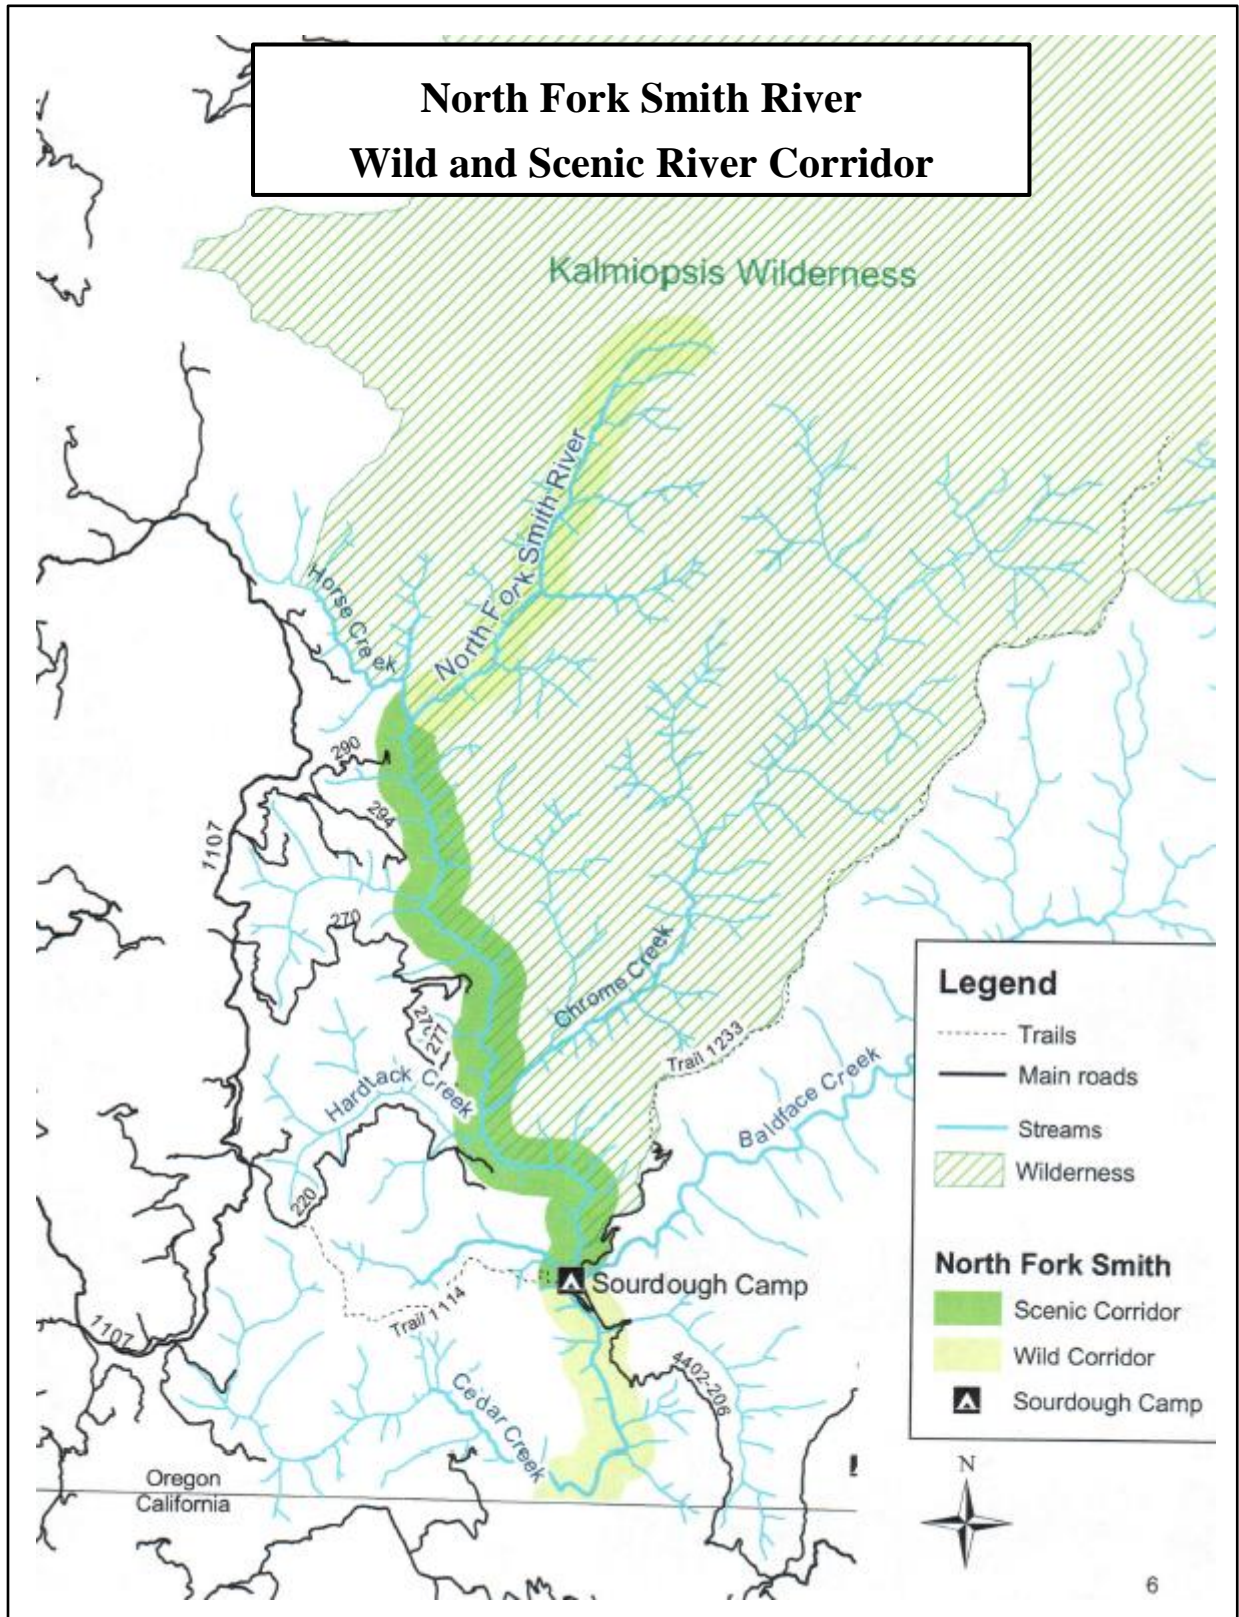 North Fork Smith River
Wild and Scenic River Corridor
Kalmiopsis Wilderness
North Fork Smith River
Horse Creek
290
294
1107
270
Chrome Creek
277
Trail 1233
Hardtack Creek
Baldface Creek
220
Sourdough Camp
Trail 1114
1107
4402-206
Cedar Creek
Oregon
California
Legend
Trails
Main roads
Streams
Wilderness
North Fork Smith
Scenic Corridor
Wild Corridor
Sourdough Camp
N
6